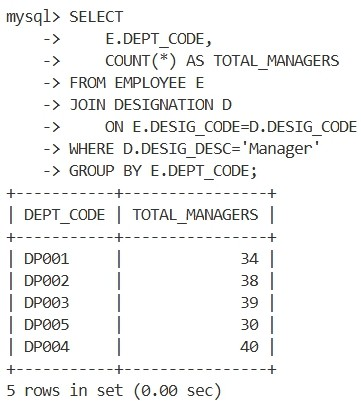 mysql> SELECT
    ->     E.DEPT_CODE,
    ->     COUNT(*) AS TOTAL_MANAGERS
    -> FROM EMPLOYEE E
    -> JOIN DESIGNATION D
    ->     ON E.DESIG_CODE=D.DESIG_CODE
    -> WHERE D.DESIG_DESC='Manager'
    -> GROUP BY E.DEPT_CODE;
+-----------+----------------+
| DEPT_CODE | TOTAL_MANAGERS |
+-----------+----------------+
| DP001     |             34 |
| DP002     |             38 |
| DP003     |             39 |
| DP005     |             30 |
| DP004     |             40 |
+-----------+----------------+
5 rows in set (0.00 sec)